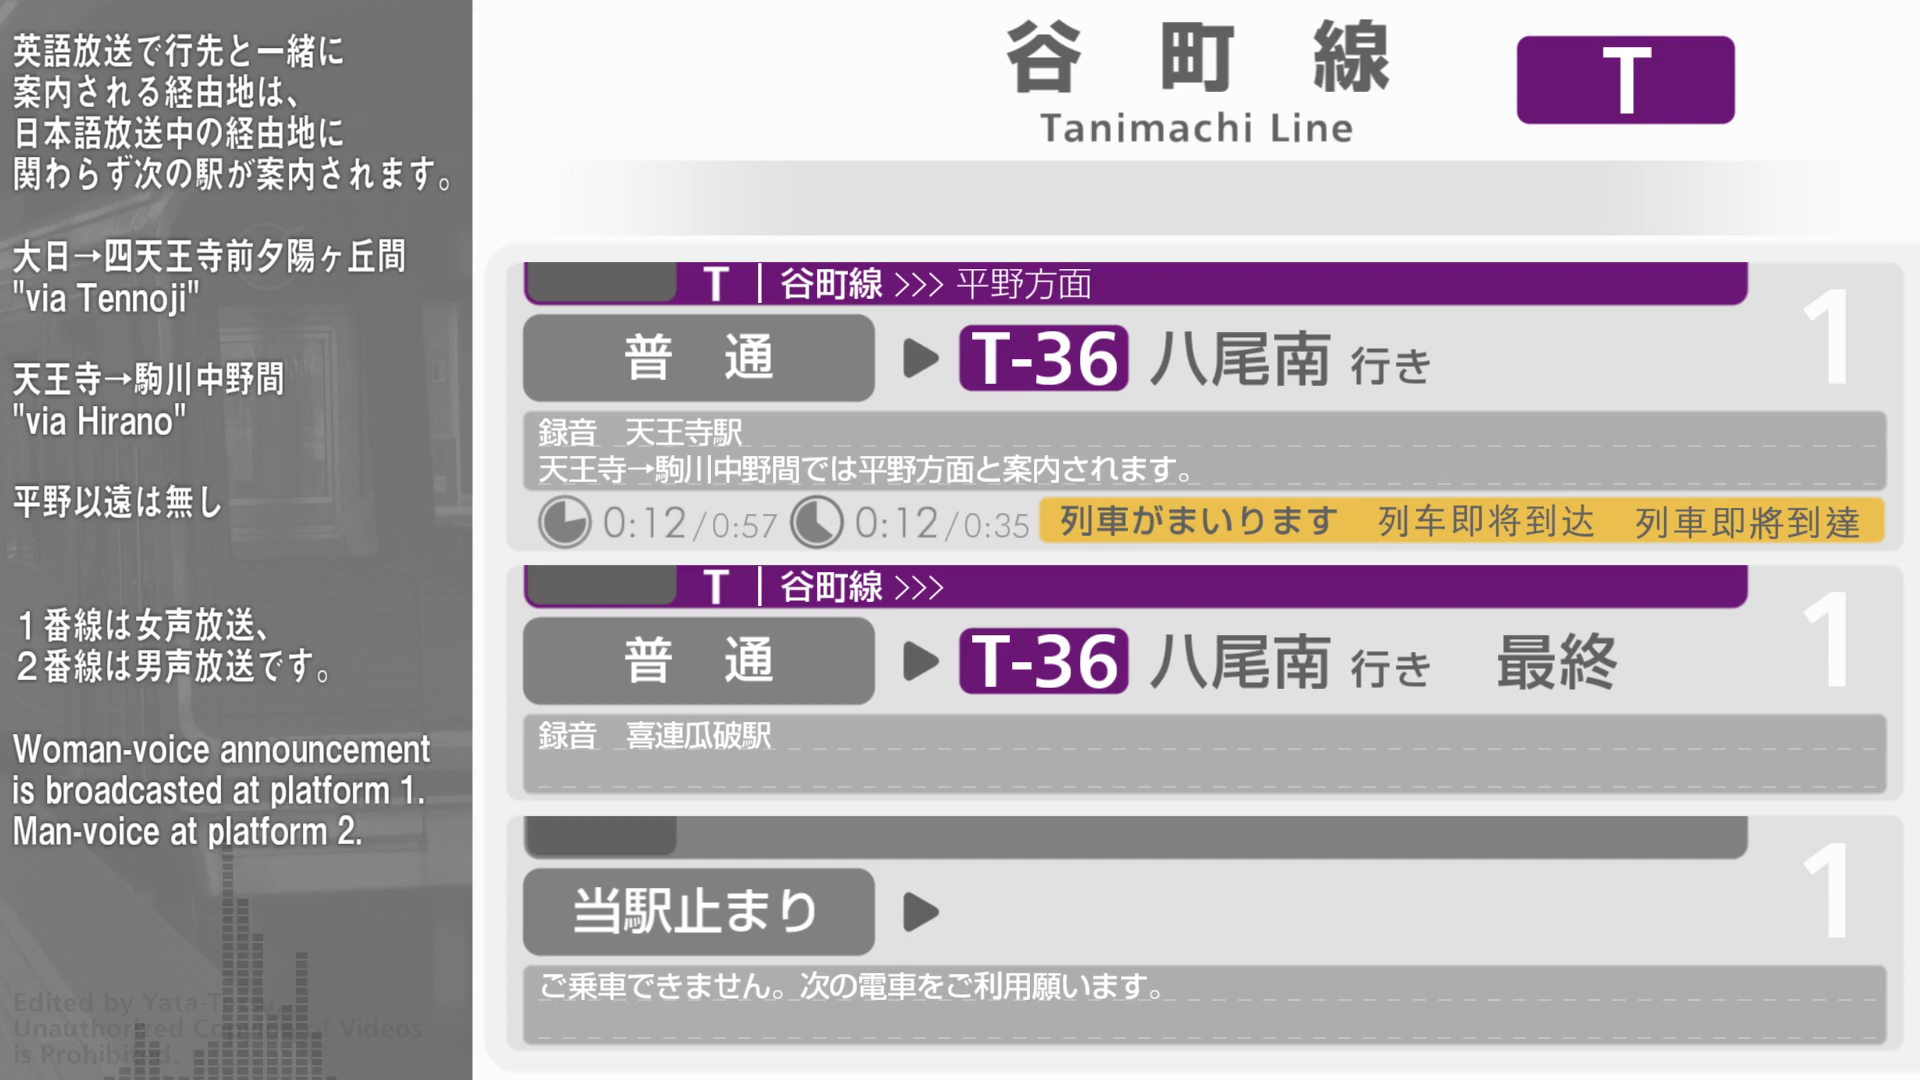 英語放送で行先と一緒に
案内される経由地は、
日本語放送中の経由地に
関わらず次の駅が案内されます。
大日→四天王寺前夕陽ヶ丘間
"via Tennoji"
天王寺→駒川中野間
"via Hirano"
平野以遠は無し
１番線は女声放送、
２番線は男声放送です。
Woman-voice announcement
is broadcasted at platform 1.
Man-voice at platform 2.
Edited by Yata-T
Unauthorized Co f Videos
is Prohibited.
谷町線
Tanimachi Line
T
T | 谷町線 >>> 平野方面
1
普通 ▶ T-36 八尾南 行き
録音 天王寺駅
天王寺→駒川中野間では平野方面と案内されます。
0:12/0:57 0:12/0:35 列車がまいります 列车即将到达 列車即將到達
T | 谷町線 >>>
1
普通 ▶ T-36 八尾南 行き 最終
録音 喜連瓜破駅
1
当駅止まり ▶
ご乗車できません。次の電車をご利用願います。